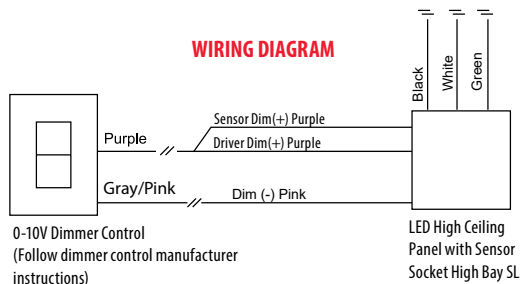 WIRING DIAGRAM
Black
White
Green
Sensor Dim(+) Purple
Purple
Driver Dim(+) Purple
Gray/Pink
Dim (-) Pink
0-10V Dimmer Control
(Follow dimmer control manufacturer
instructions)
LED High Ceiling
Panel with Sensor
Socket High Bay SL